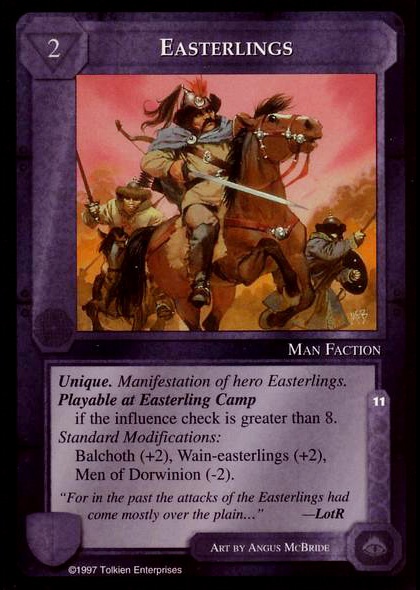 2
EASTERLINGS
MAN FACTION
Unique. Manifestation of hero Easterlings.
Playable at Easterling Camp
if the influence check is greater than 8.
11
Standard Modifications:
Balchoth (+2), Wain-easterlings (+2),
Men of Dorwinion (-2).
“For in the past the attacks of the Easterlings had
come mostly over the plain…” —LotR
ART BY ANGUS MCBRIDE
©1997 Tolkien Enterprises